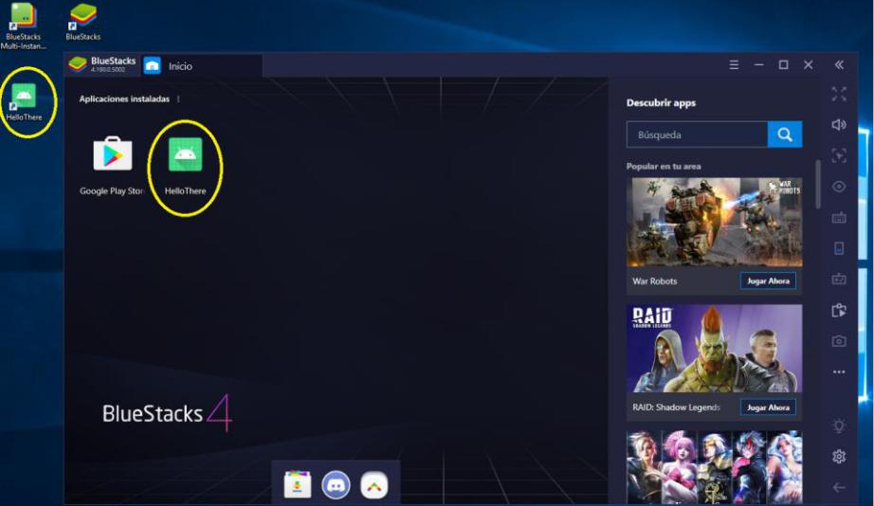 BlueStacks
Multi-Instan...
BlueStacks
HelloThere
BlueStacks
4.190.0.5002
Inicio
Aplicaciones instaladas
Google Play Stor
HelloThere
BlueStacks 4
Descubrir apps
Búsqueda
Popular en tu area
WAR
ROBOTS
War Robots
Jugar Ahora
RAID
SHADOW LEGENDS
RAID: Shadow Legends
Jugar Ahora